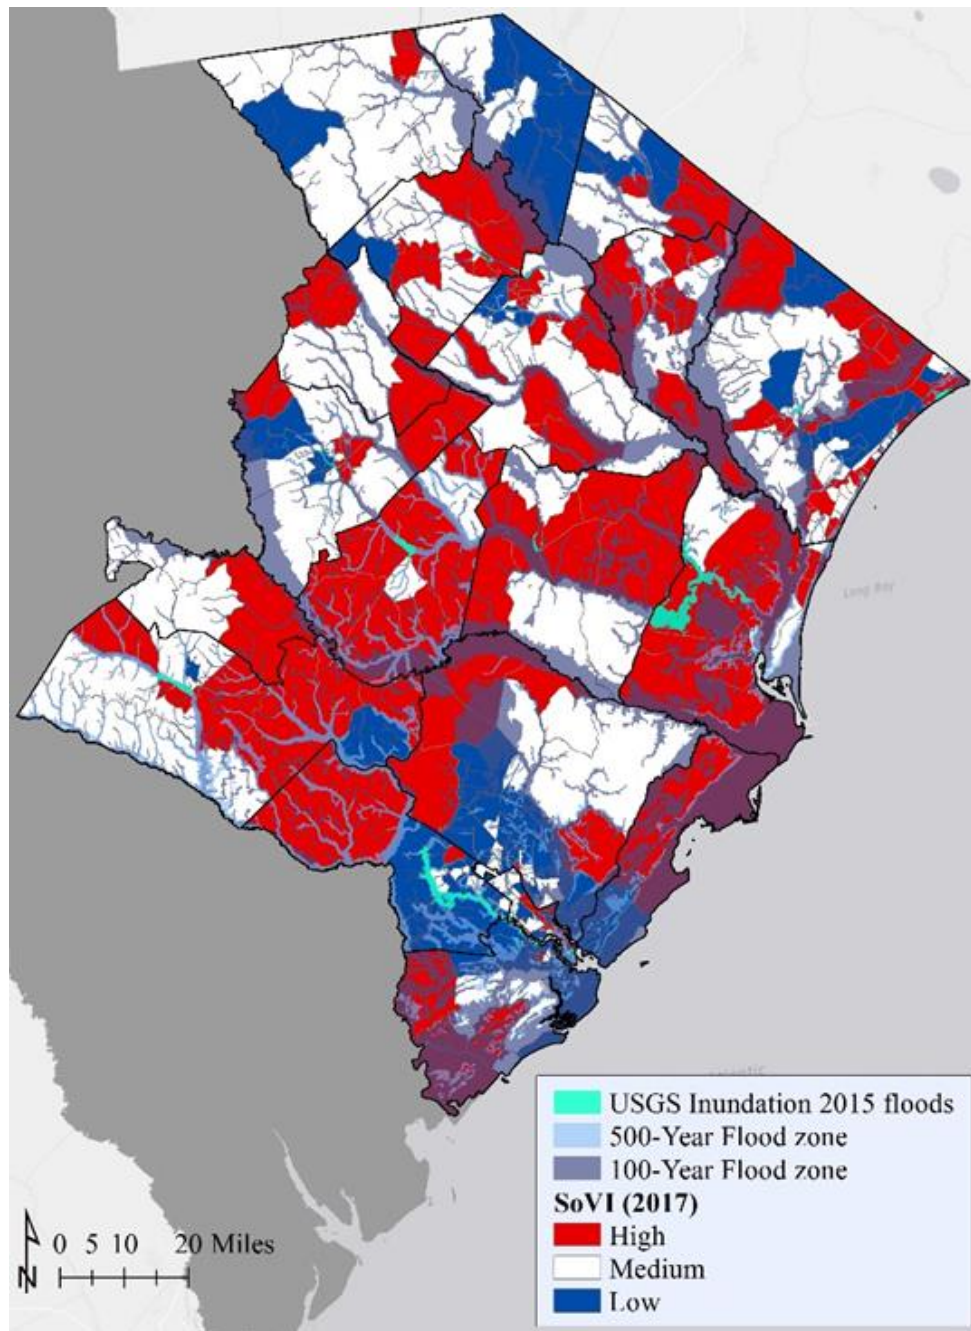 Long Bay
USGS Inundation 2015 floods
500-Year Flood zone
100-Year Flood zone
SoVI (2017)
High
Medium
Low
0 5 10 20 Miles
N